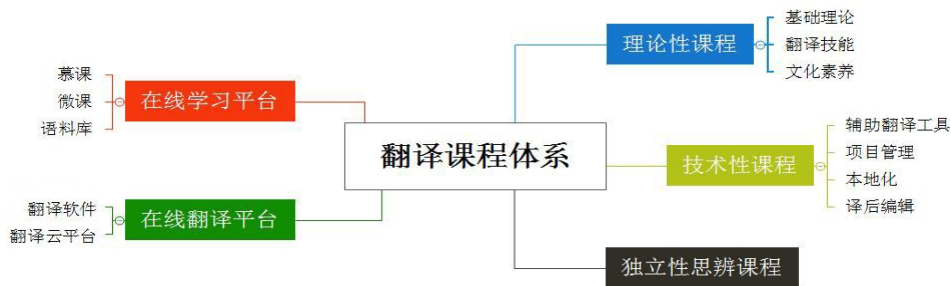 翻译课程体系
理论性课程
基础理论
翻译技能
文化素养
技术性课程
辅助翻译工具
项目管理
本地化
译后编辑
独立性思辨课程
在线学习平台
慕课
微课
语料库
在线翻译平台
翻译软件
翻译云平台